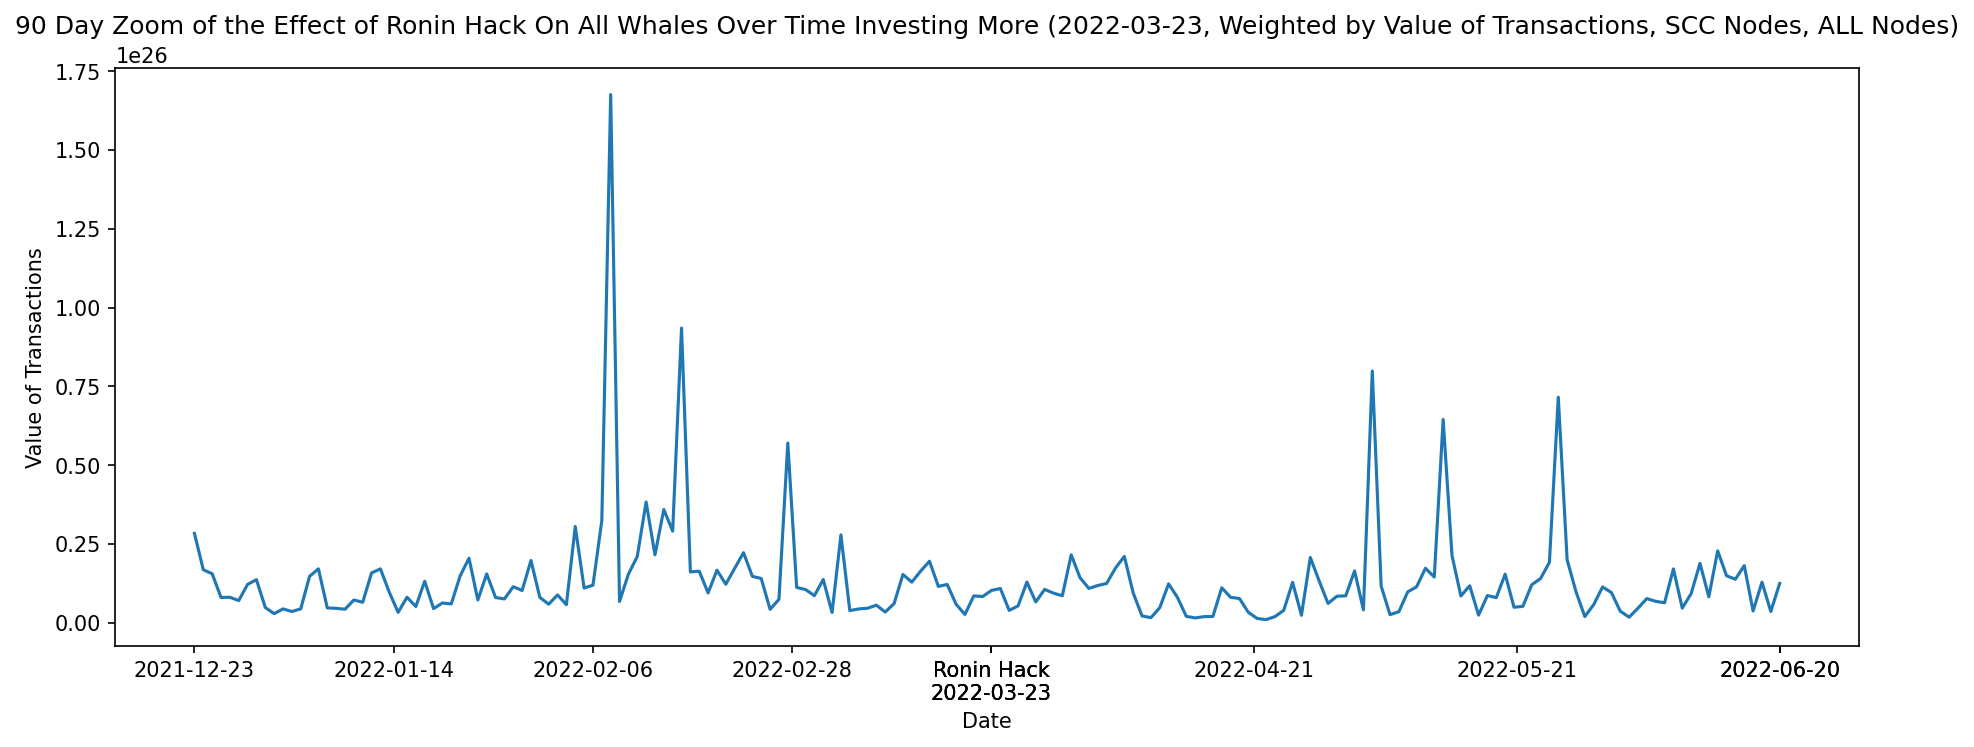 90 Day Zoom of the Effect of Ronin Hack On All Whales Over Time Investing More (2022-03-23, Weighted by Value of Transactions, SCC Nodes, ALL Nodes)
1e26
1.75
1.50
1.25
1.00
0.75
0.50
0.25
0.00
Value of Transactions
2021-12-23 2022-01-14 2022-02-06 2022-02-28 Ronin Hack 2022-04-21 2022-05-21 2022-06-20
2022-03-23
Date